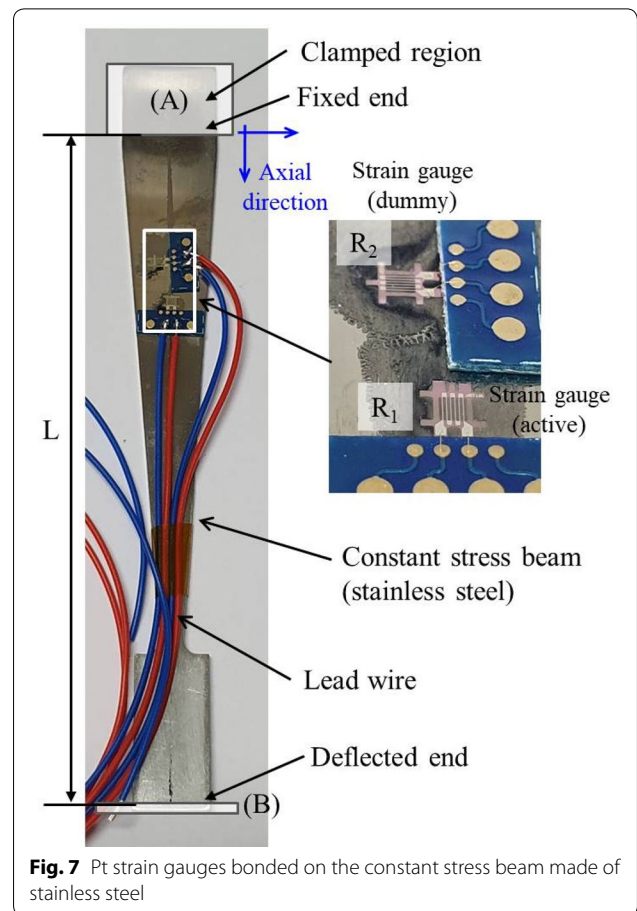 Clamped region
(A)
Fixed end
Axial
direction
Strain gauge
(dummy)
R2
L
R1
Strain gauge
(active)
Constant stress beam
(stainless steel)
Lead wire
Deflected end
(B)
Fig. 7 Pt strain gauges bonded on the constant stress beam made of
stainless steel